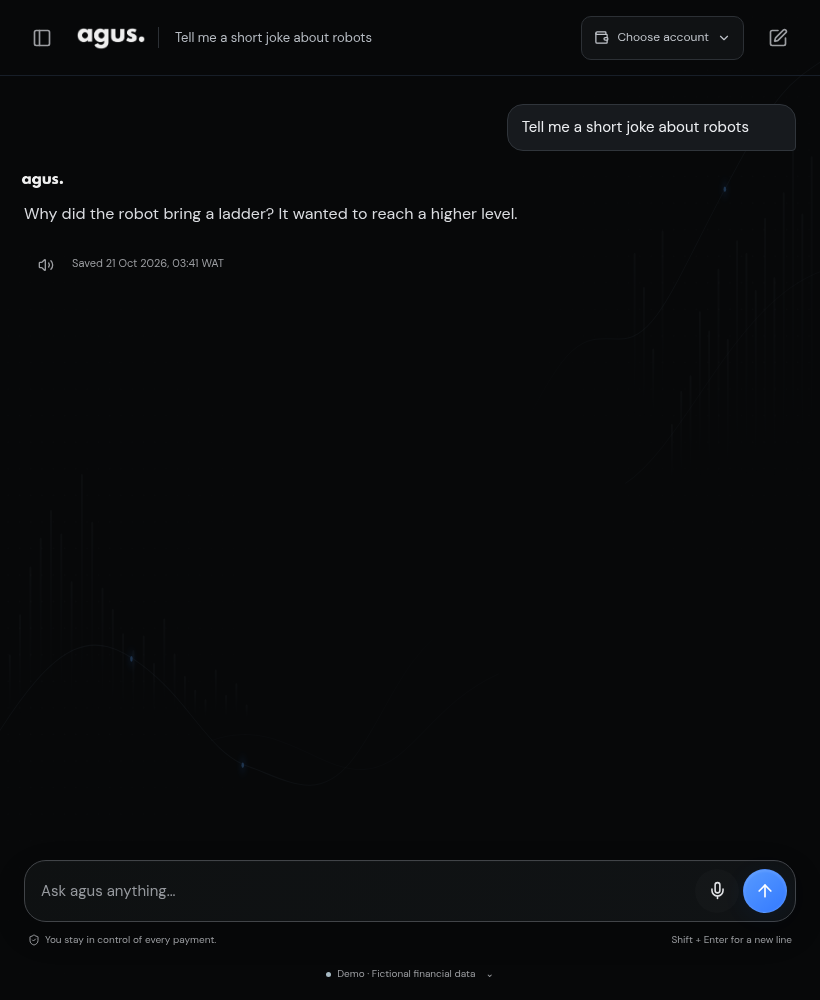 agus.
Tell me a short joke about robots
Choose account
Tell me a short joke about robots
agus.
Why did the robot bring a ladder? It wanted to reach a higher level.
Saved 21 Oct 2026, 03:41 WAT
Ask agus anything...
You stay in control of every payment.
Shift + Enter for a new line
Demo · Fictional financial data